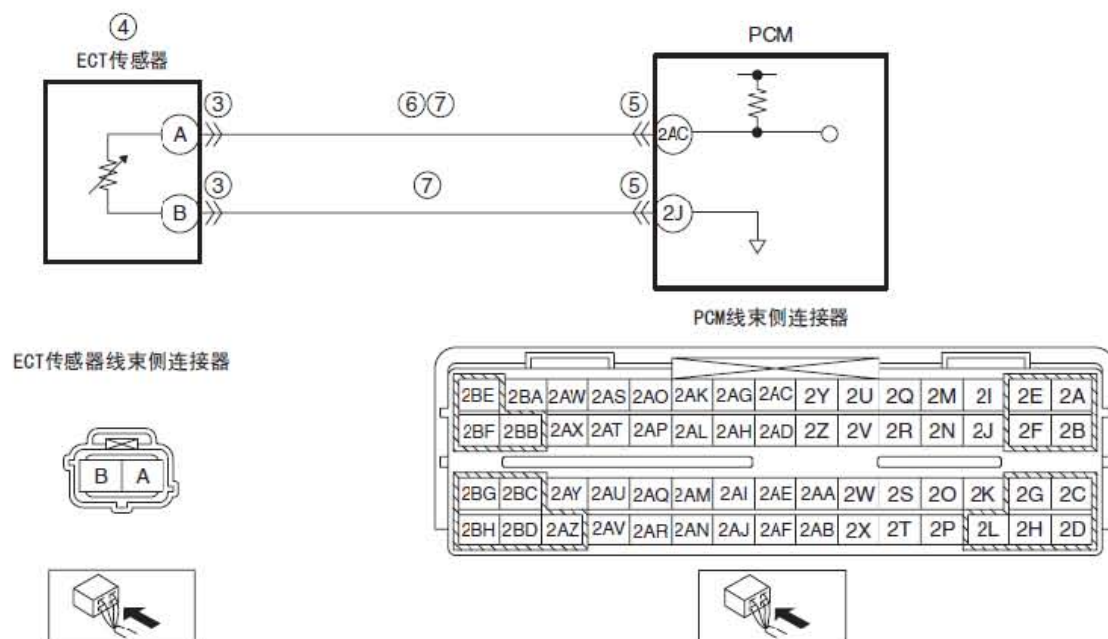 ④
ECT传感器
PCM
③ ⑥⑦ ⑤
A 2AC
③ ⑦ ⑤
B 2J
PCM线束侧连接器
ECT传感器线束侧连接器
B A
2BE 2BA 2AW 2AS 2AO 2AK 2AG 2AC 2Y 2U 2Q 2M 2I 2E 2A
2BF 2BB 2AX 2AT 2AP 2AL 2AH 2AD 2Z 2V 2R 2N 2J 2F 2B
2BG 2BC 2AY 2AU 2AQ 2AM 2AI 2AE 2AA 2W 2S 2O 2K 2G 2C
2BH 2BD 2AZ 2AV 2AR 2AN 2AJ 2AF 2AB 2X 2T 2P 2L 2H 2D